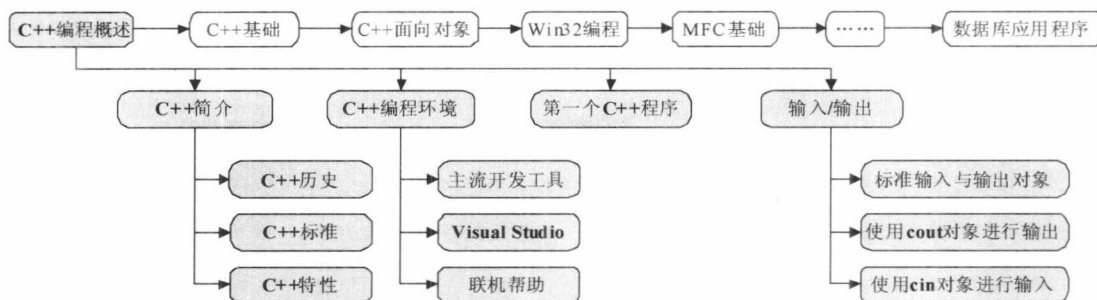 C++编程概述 C++基础 C++面向对象 Win32编程 MFC基础 …… 数据库应用程序
C++简介 C++编程环境 第一个C++程序 输入/输出
C++历史 主流开发工具 标准输入与输出对象
C++标准 Visual Studio 使用cout对象进行输出
C++特性 联机帮助 使用cin对象进行输入